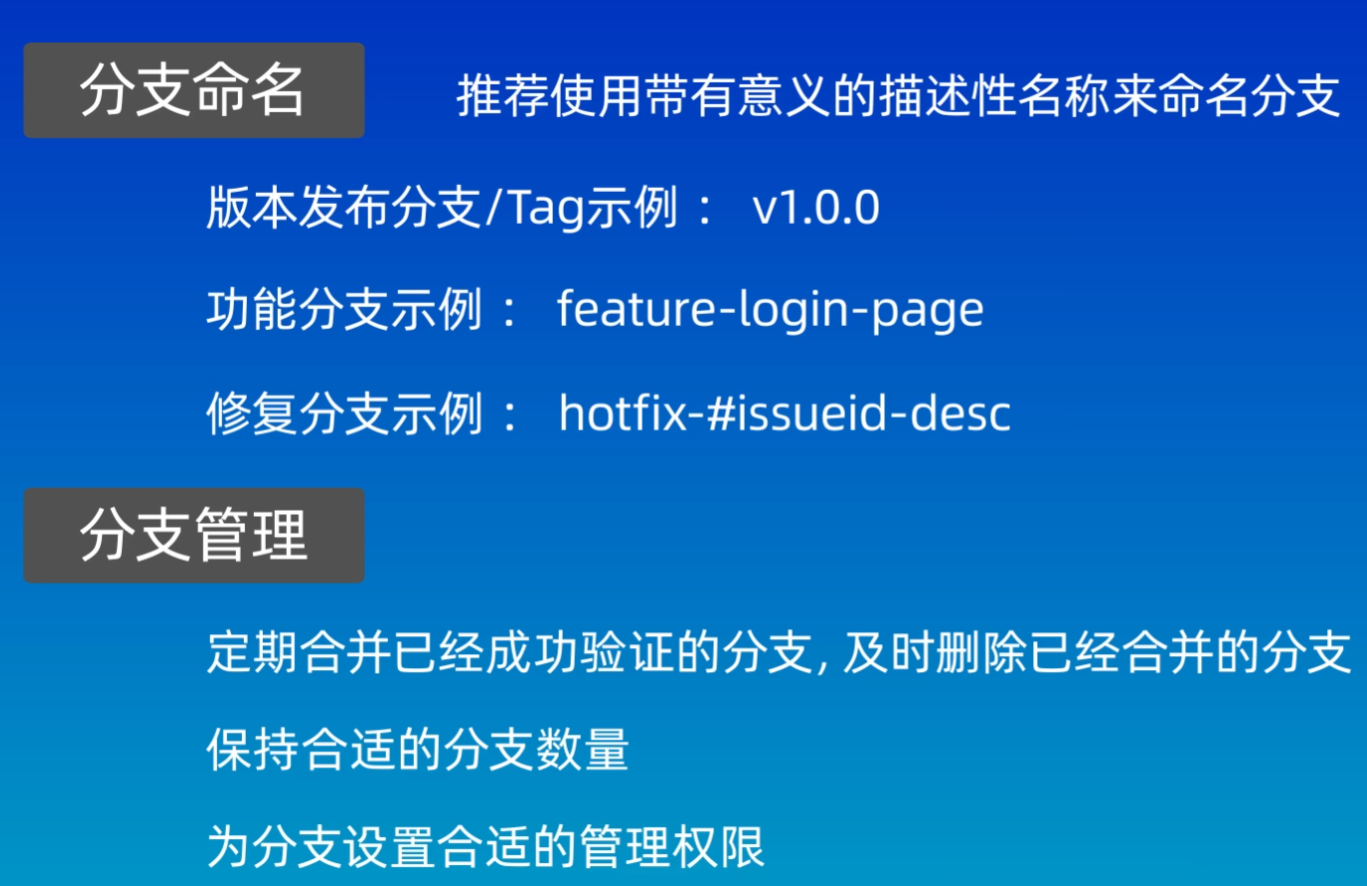 分支命名
推荐使用带有意义的描述性名称来命名分支
版本发布分支/Tag示例： v1.0.0
功能分支示例： feature-login-page
修复分支示例： hotfix-#issueid-desc
分支管理
定期合并已经成功验证的分支, 及时删除已经合并的分支
保持合适的分支数量
为分支设置合适的管理权限